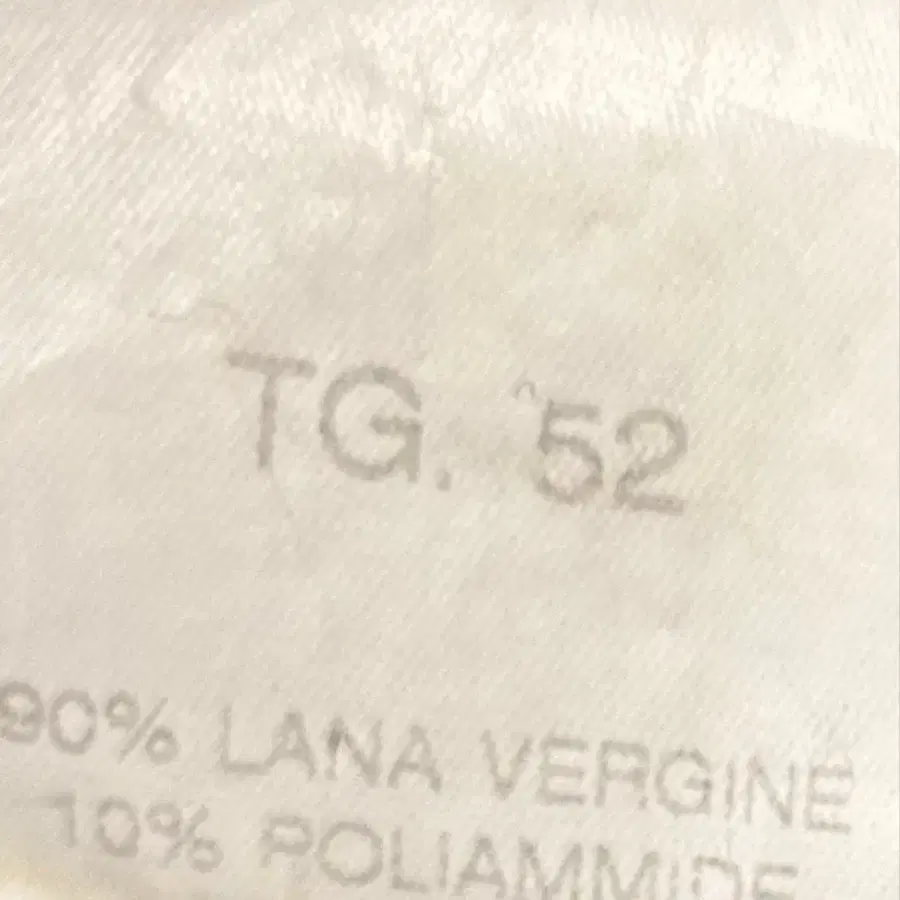 TG. 52
90% LANA VERGINE
10% POLIAMMIDE